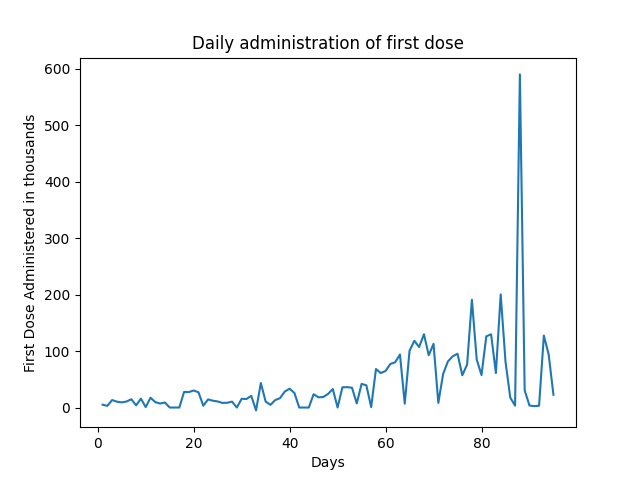 Daily administration of first dose
600
500
400
300
200
100
0
First Dose Administered in thousands
0 20 40 60 80
Days